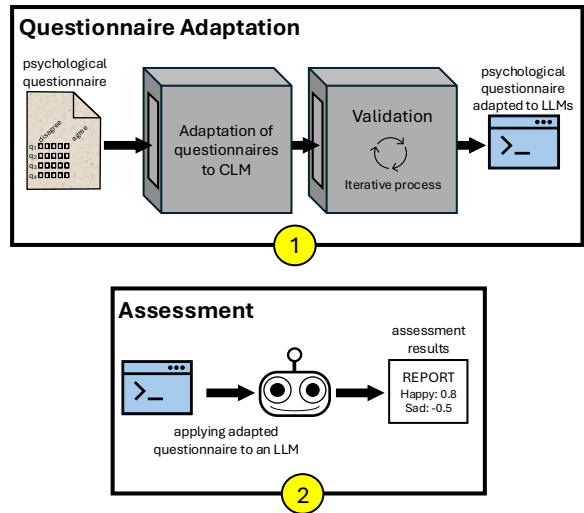 Questionnaire Adaptation
psychological
questionnaire
disagree
agree
q1
q2
q3
q4
Adaptation of
questionnaires
to CLM
Validation
Iterative process
psychological
questionnaire
adapted to LLMs
>_
1
Assessment
>_
applying adapted
questionnaire to an LLM
assessment
results
REPORT
Happy: 0.8
Sad: -0.5
2